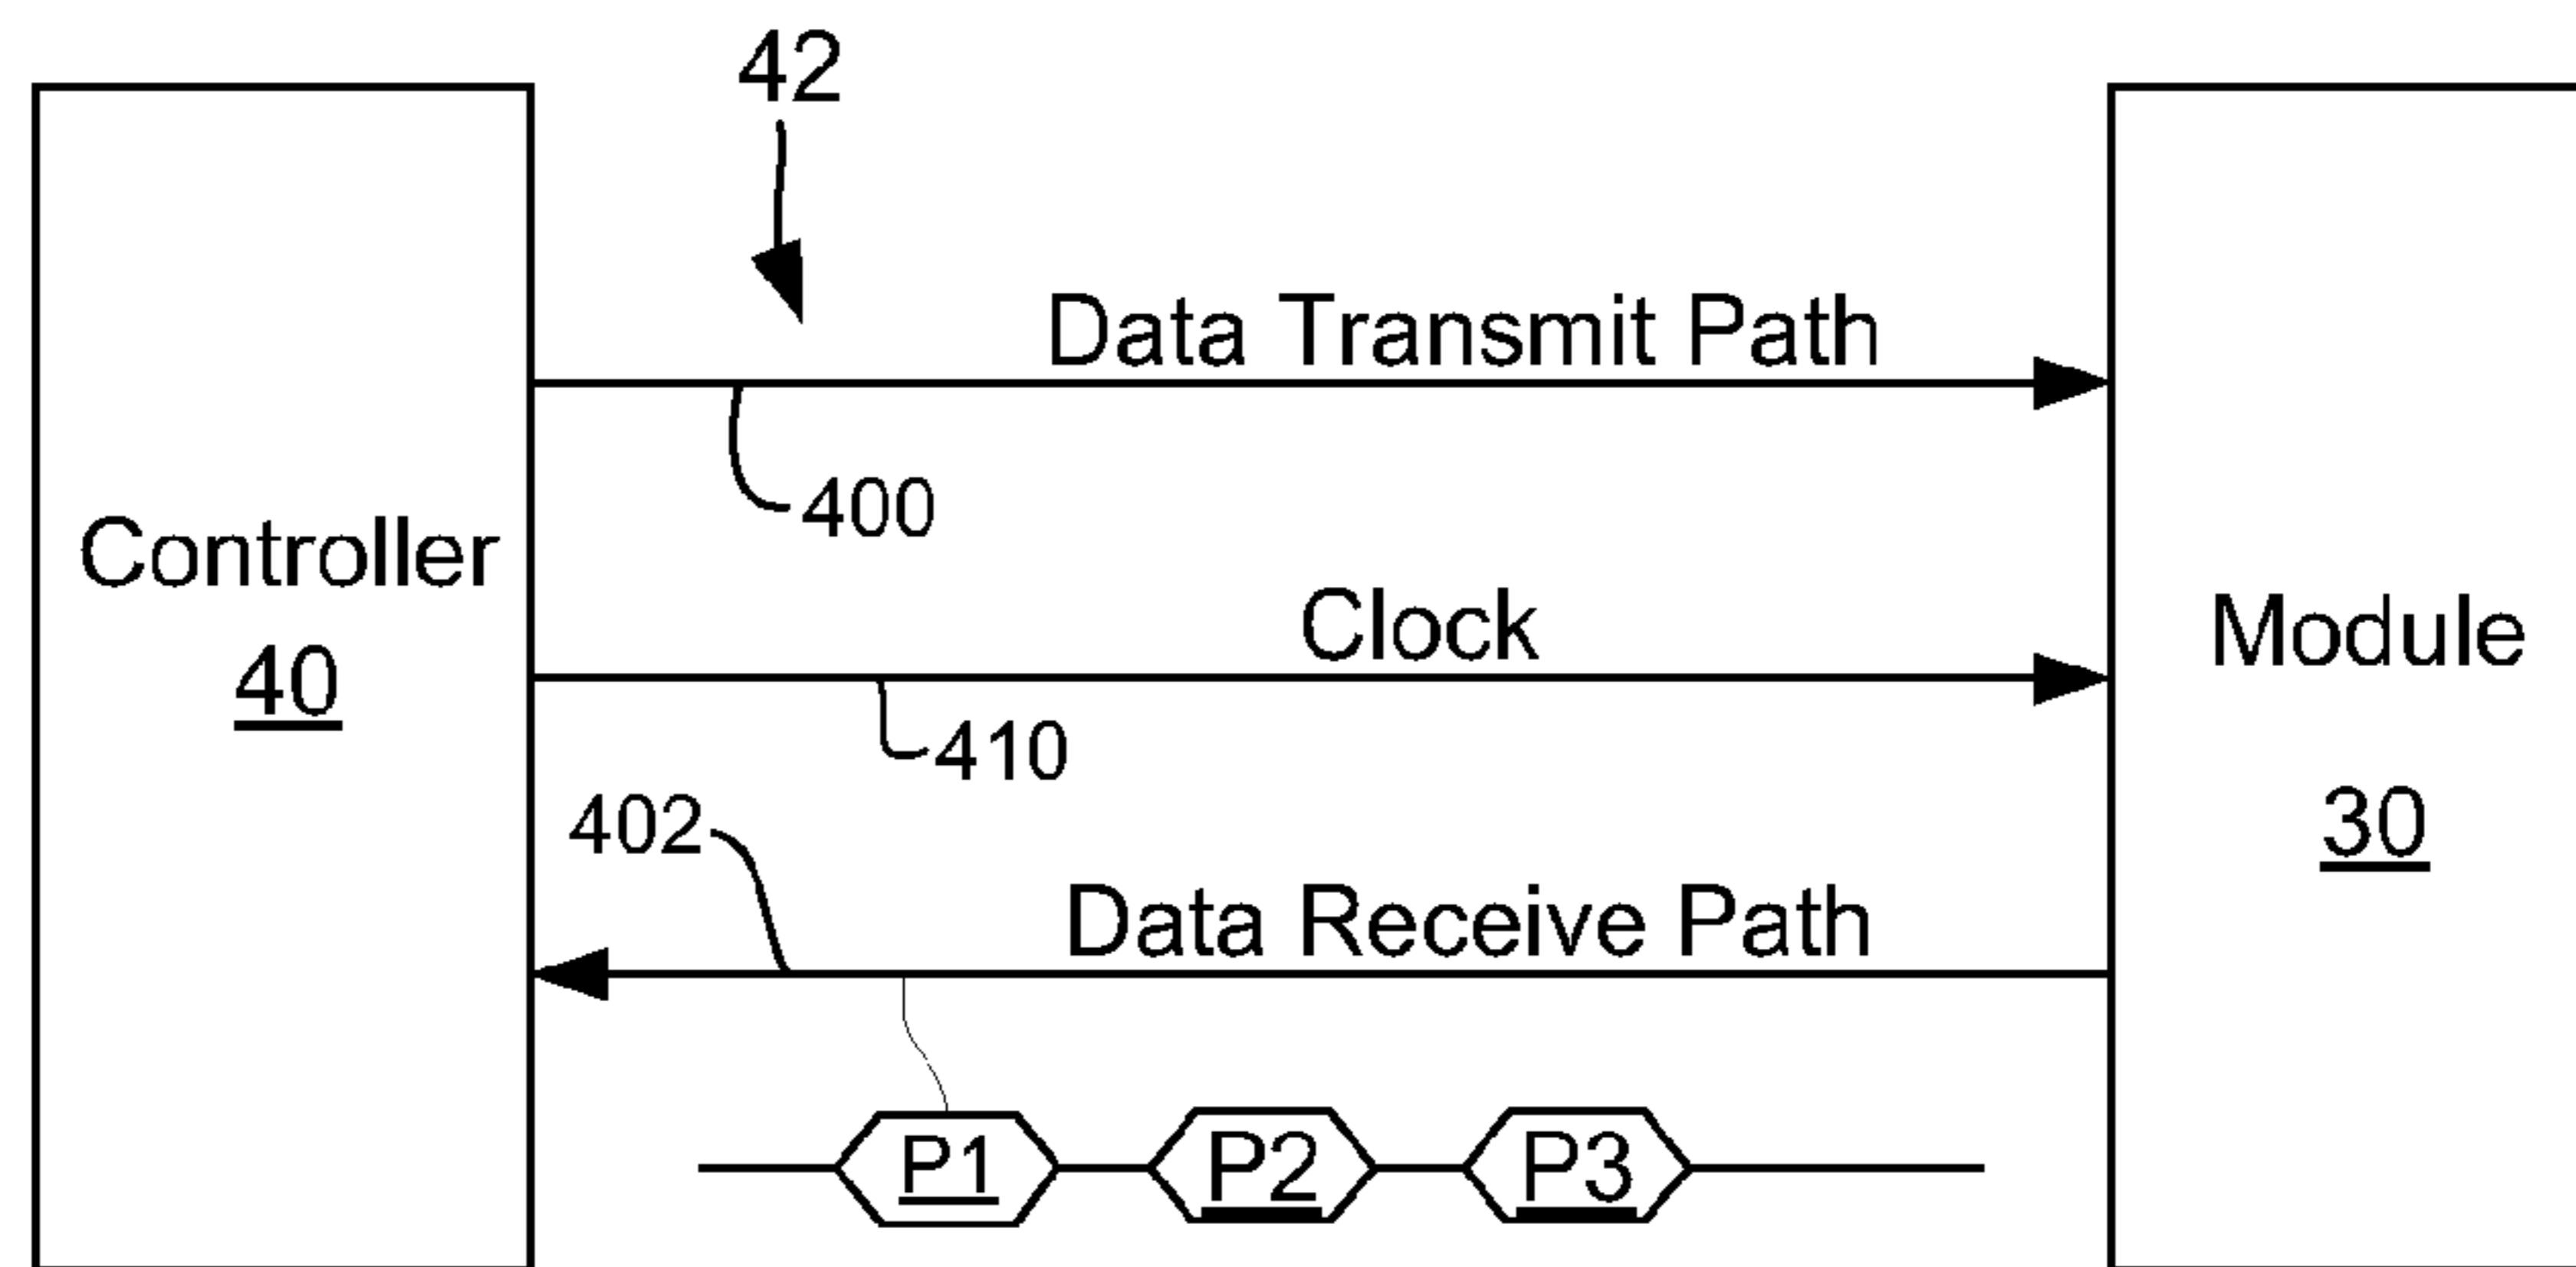 42
Data Transmit Path
400
Controller
40
Clock
410
Module
30
402
Data Receive Path
P1 P2 P3